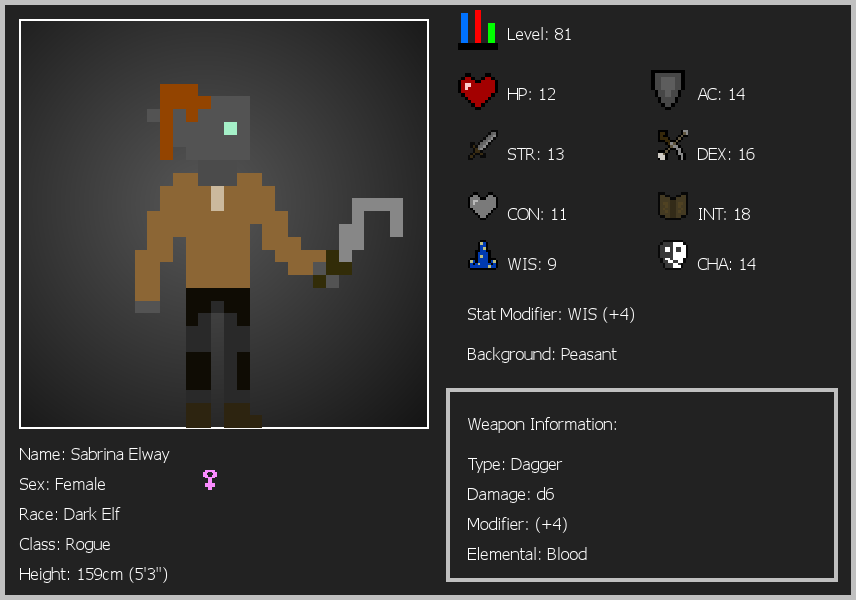 Level: 81
HP: 12
AC: 14
STR: 13
DEX: 16
CON: 11
INT: 18
WIS: 9
CHA: 14
Stat Modifier: WIS (+4)
Background: Peasant
Weapon Information:
Type: Dagger
Damage: d6
Modifier: (+4)
Elemental: Blood
Name: Sabrina Elway
Sex: Female
Race: Dark Elf
Class: Rogue
Height: 159cm (5'3")